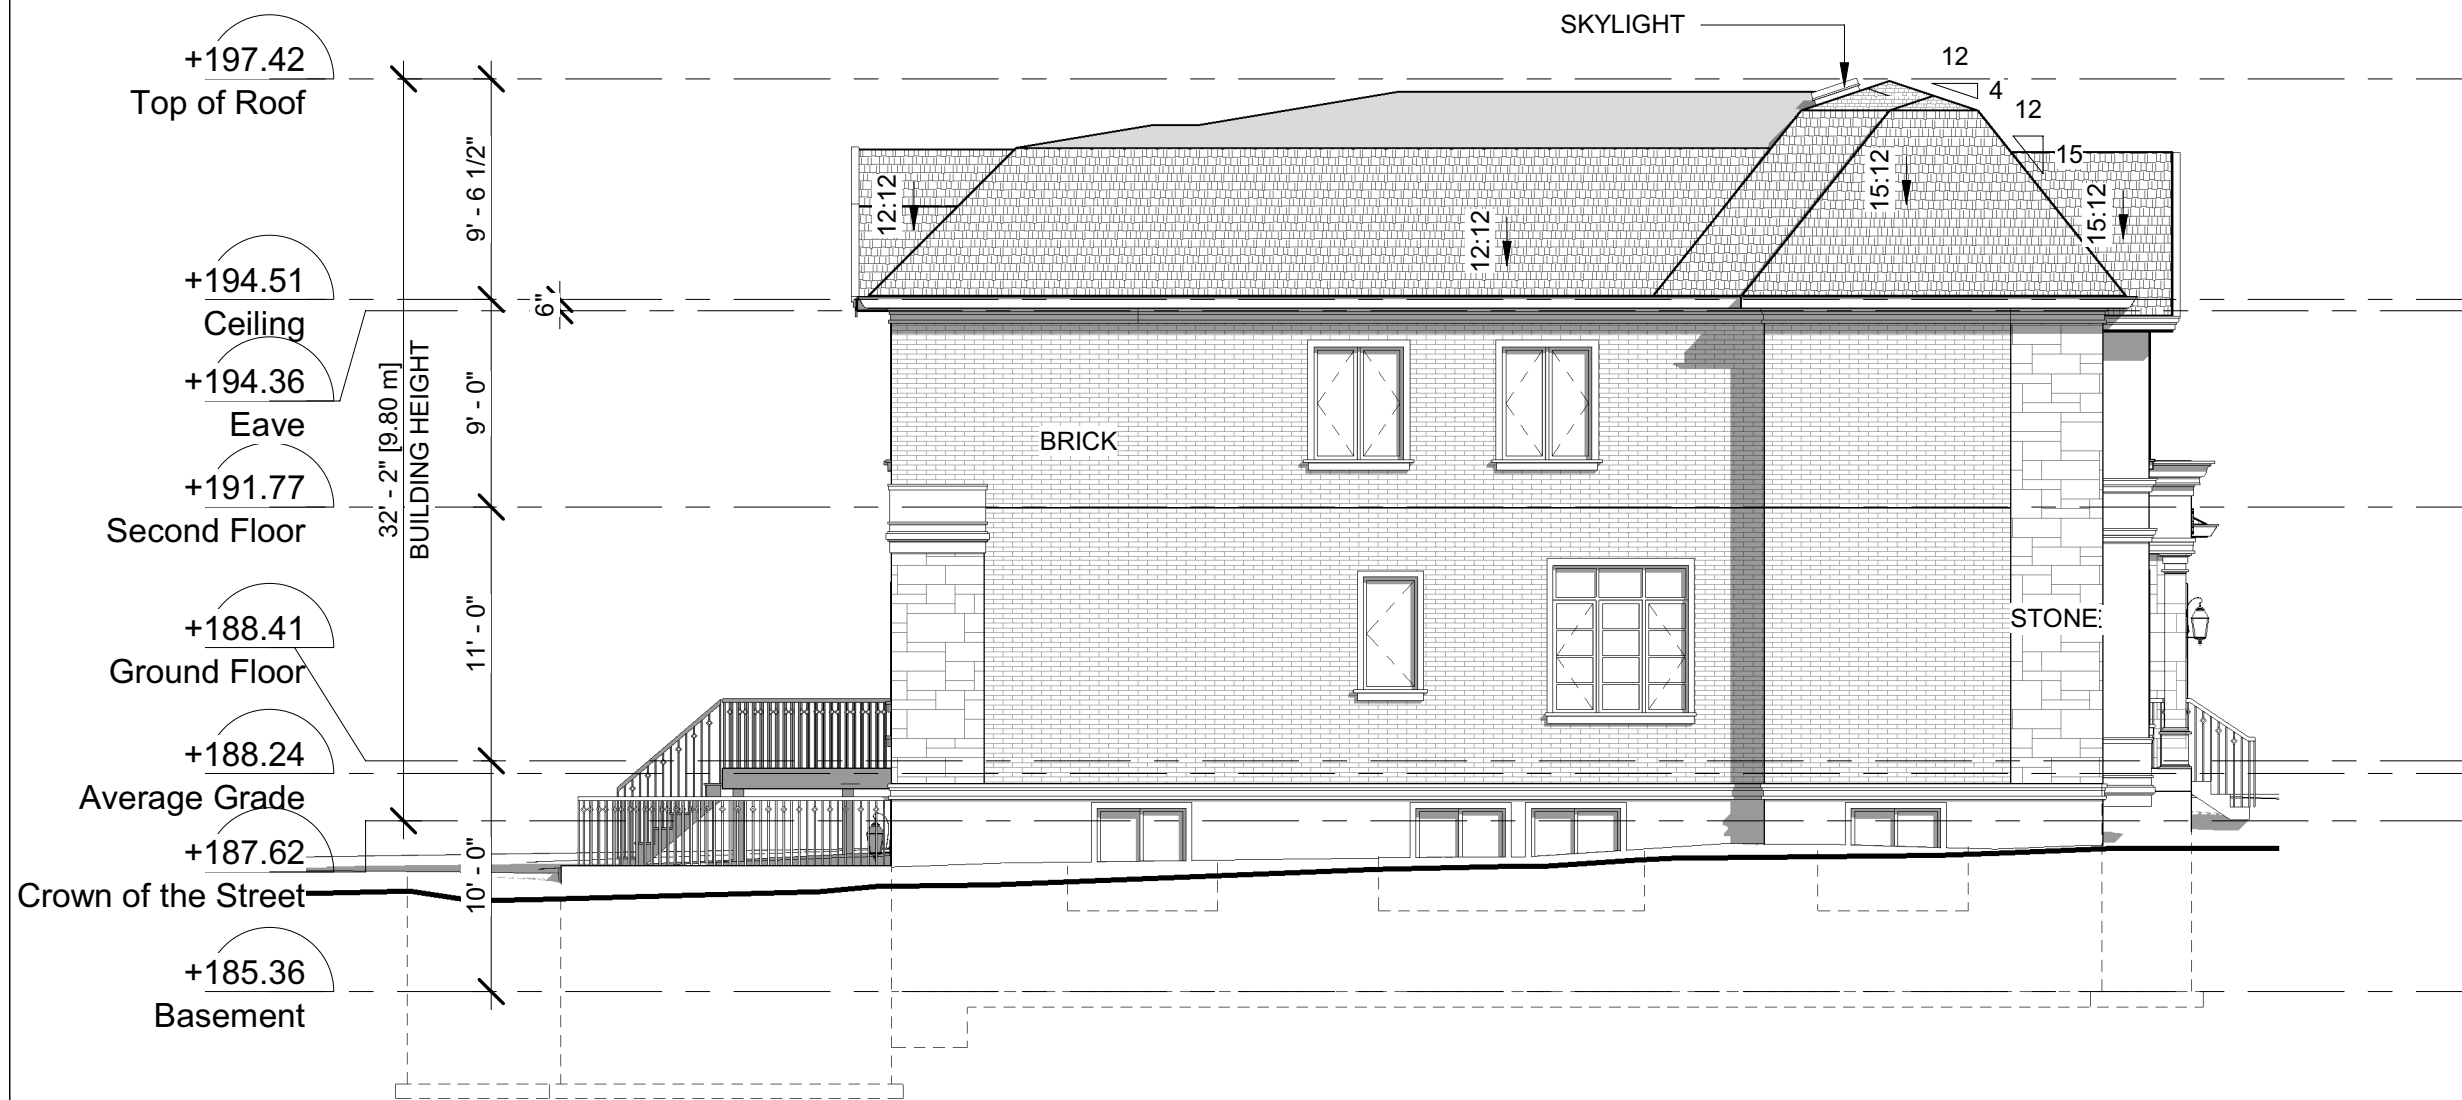 SKYLIGHT
+197.42
Top of Roof
12
4
12
15
9' - 6 1/2"
12:12
12:12
15:12
15:12
+194.51
Ceiling
6"
+194.36
Eave
32' - 2" [9.80 m]
BUILDING HEIGHT
9' - 0"
BRICK
+191.77
Second Floor
11' - 0"
+188.41
Ground Floor
STONE
+188.24
Average Grade
+187.62
Crown of the Street
10' - 0"
+185.36
Basement